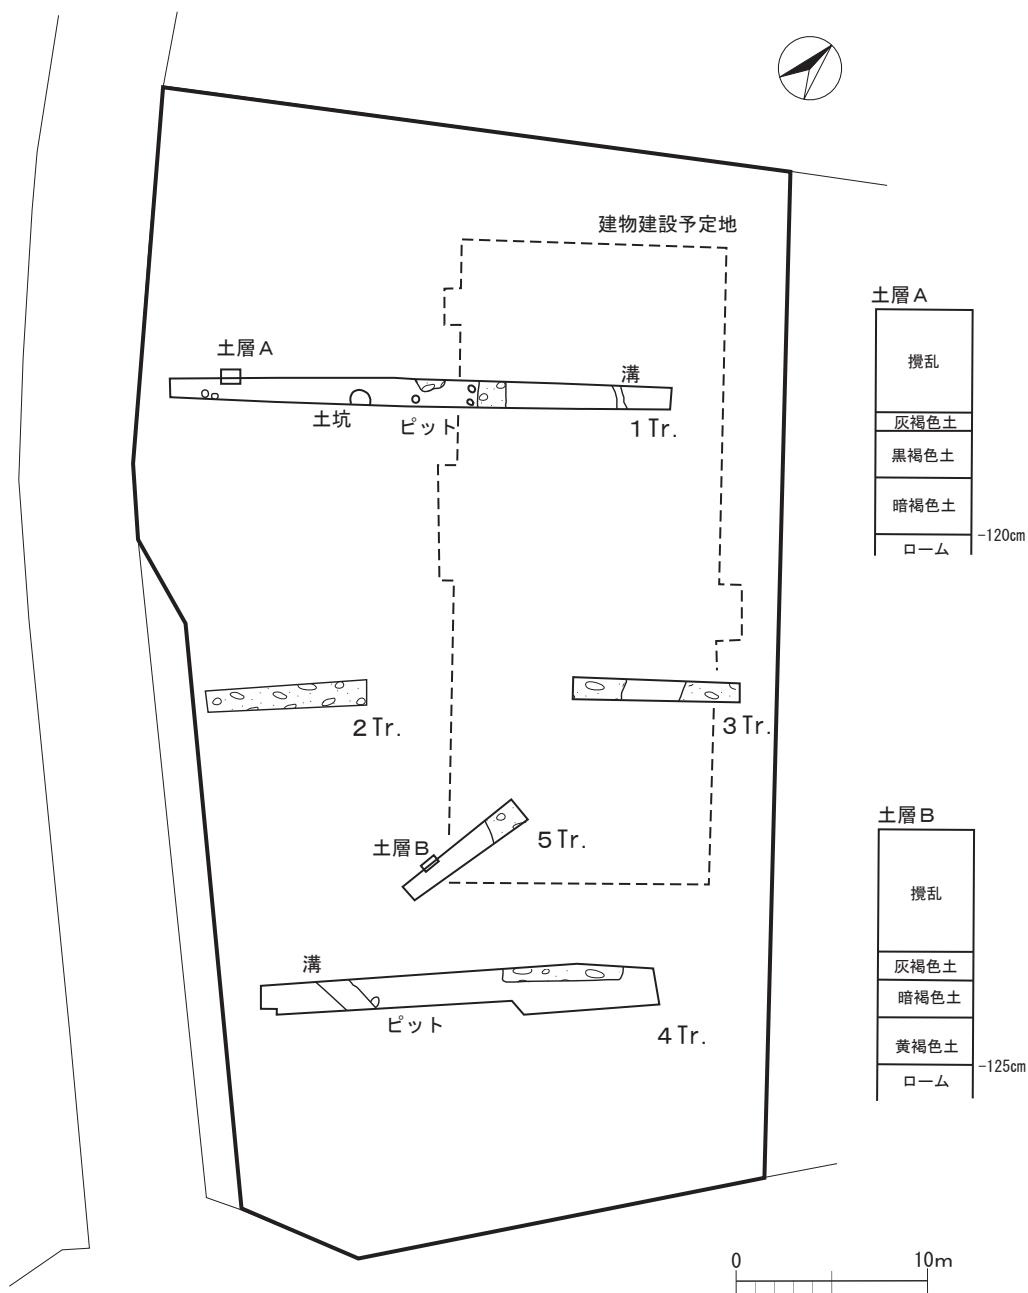 建物建設予定地
土層A
溝
土坑
ピット
1Tr.
土層A
攪乱
灰褐色土
黒褐色土
暗褐色土
ローム
-120cm
2Tr.
3Tr.
土層B
5Tr.
溝
ピット
4Tr.
土層B
攪乱
灰褐色土
暗褐色土
黄褐色土
ローム
-125cm
0 10m